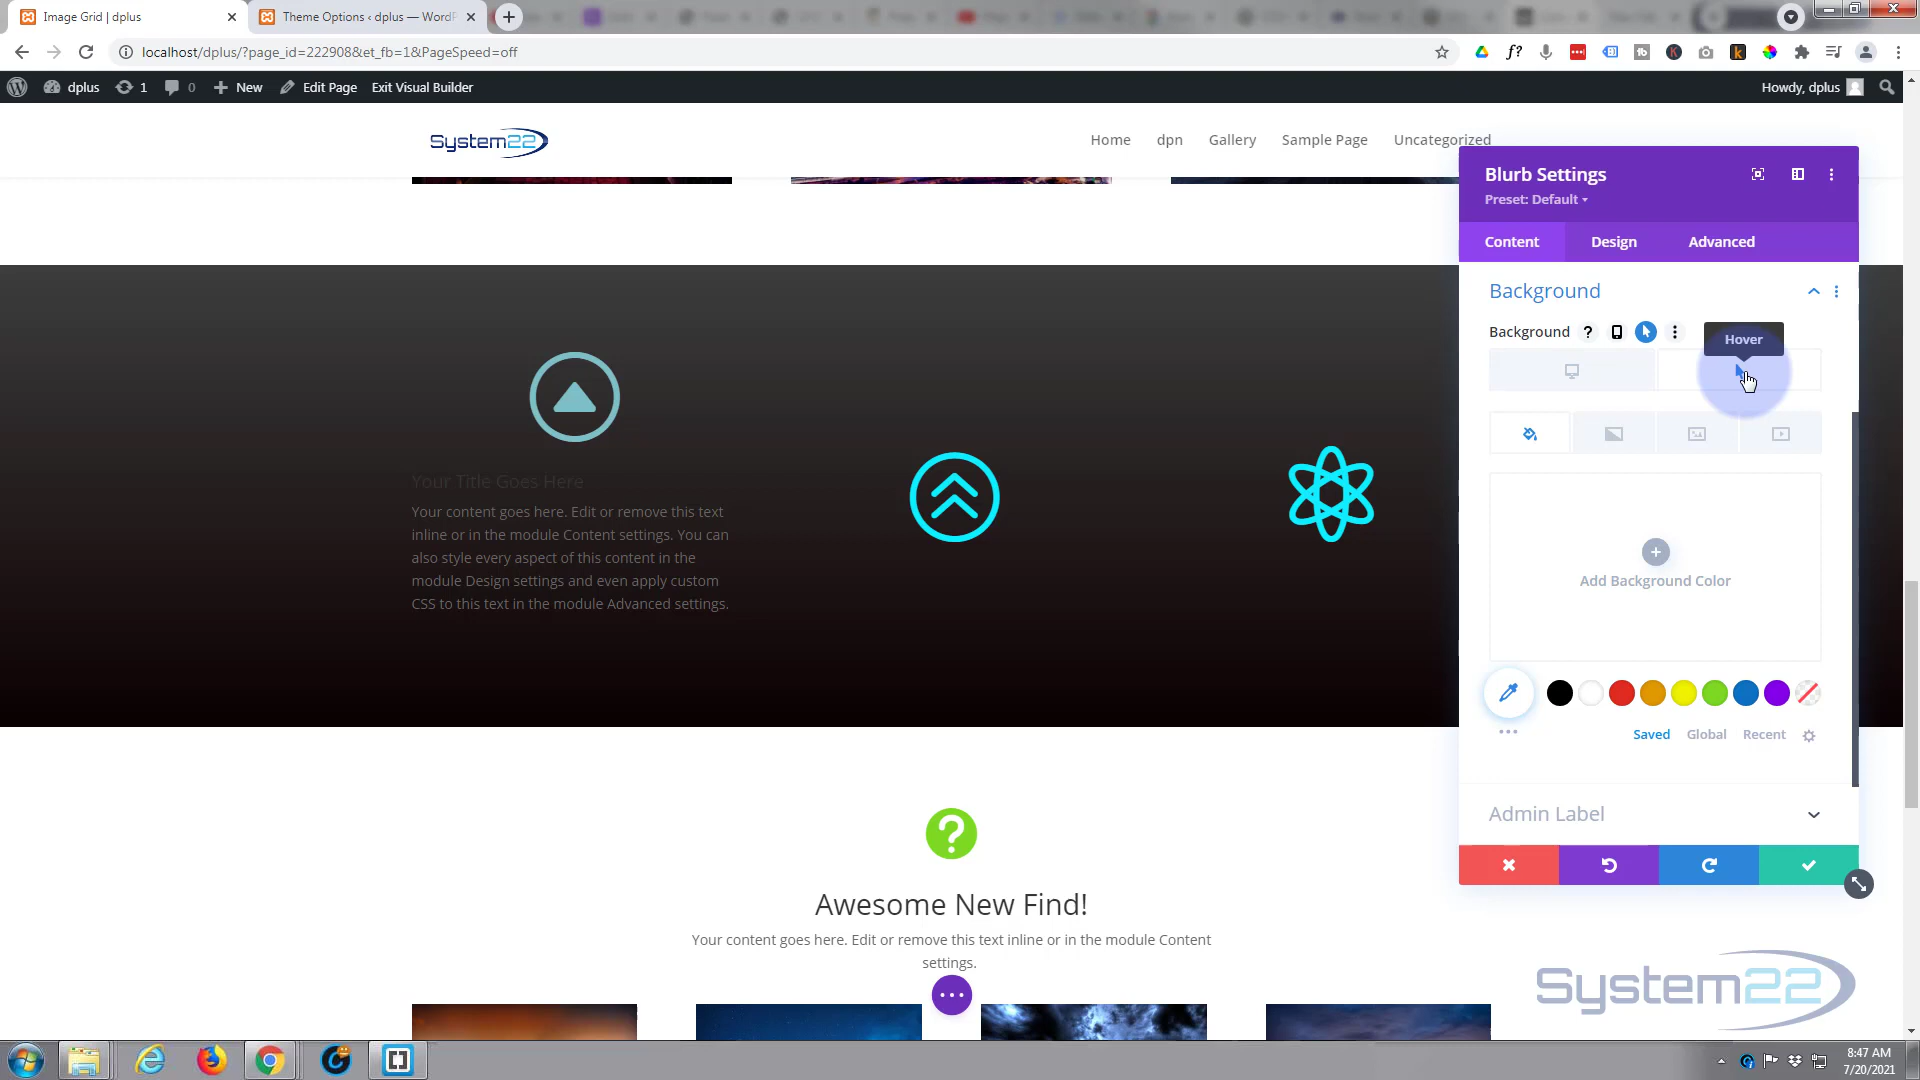 Image Grid | dplus
Theme Options ‹ dplus — WordP
localhost/dplus/?page_id=222908&et_fb=1&PageSpeed=off
dplus 1 0 New Edit Page Exit Visual Builder Howdy, dplus
System22
Home dpn Gallery Sample Page Uncategorized
Blurb Settings
Preset: Default
Content Design Advanced
Background
Background
Hover
Add Background Color
Saved Global Recent
Admin Label
Your Title Goes Here
Your content goes here. Edit or remove this text
inline or in the module Content settings. You can
also style every aspect of this content in the
module Design settings and even apply custom
CSS to this text in the module Advanced settings.
Awesome New Find!
Your content goes here. Edit or remove this text inline or in the module Content
settings.
System22
8:47 AM
7/20/2021